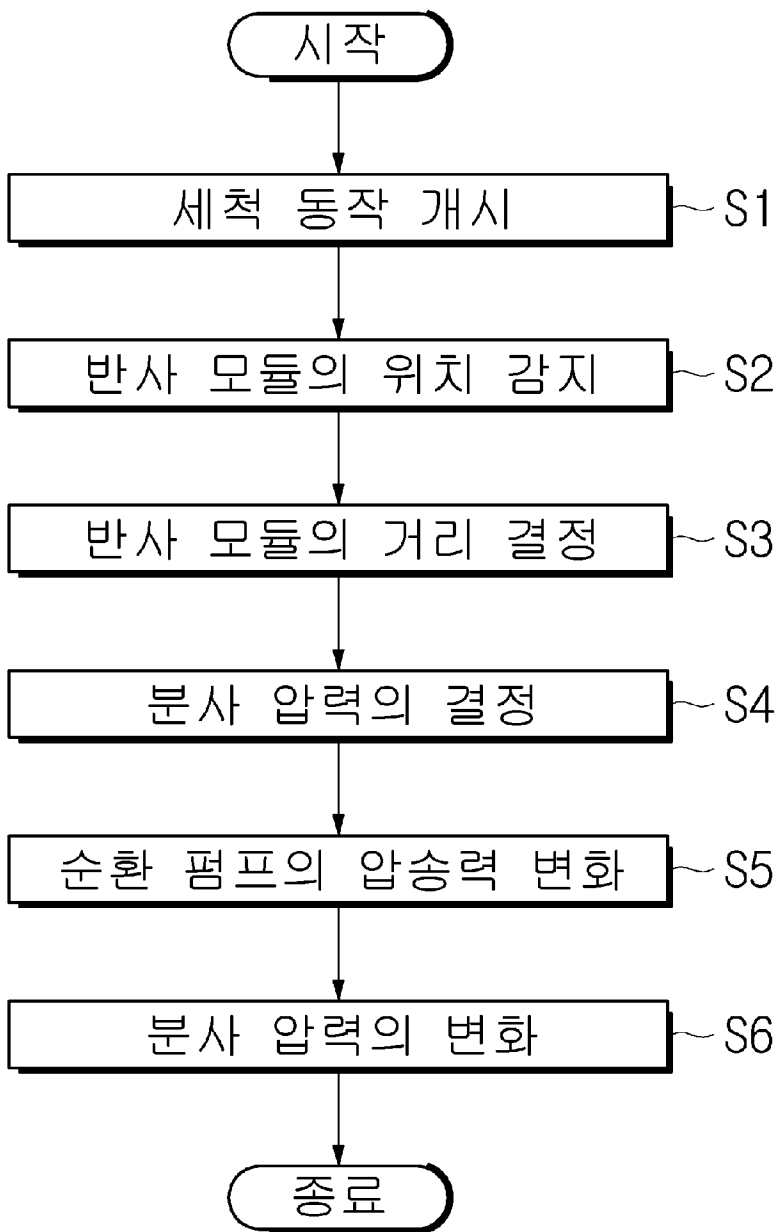 시작
세척 동작 개시 S1
반사 모듈의 위치 감지 S2
반사 모듈의 거리 결정 S3
분사 압력의 결정 S4
순환 펌프의 압송력 변화 S5
분사 압력의 변화 S6
종료